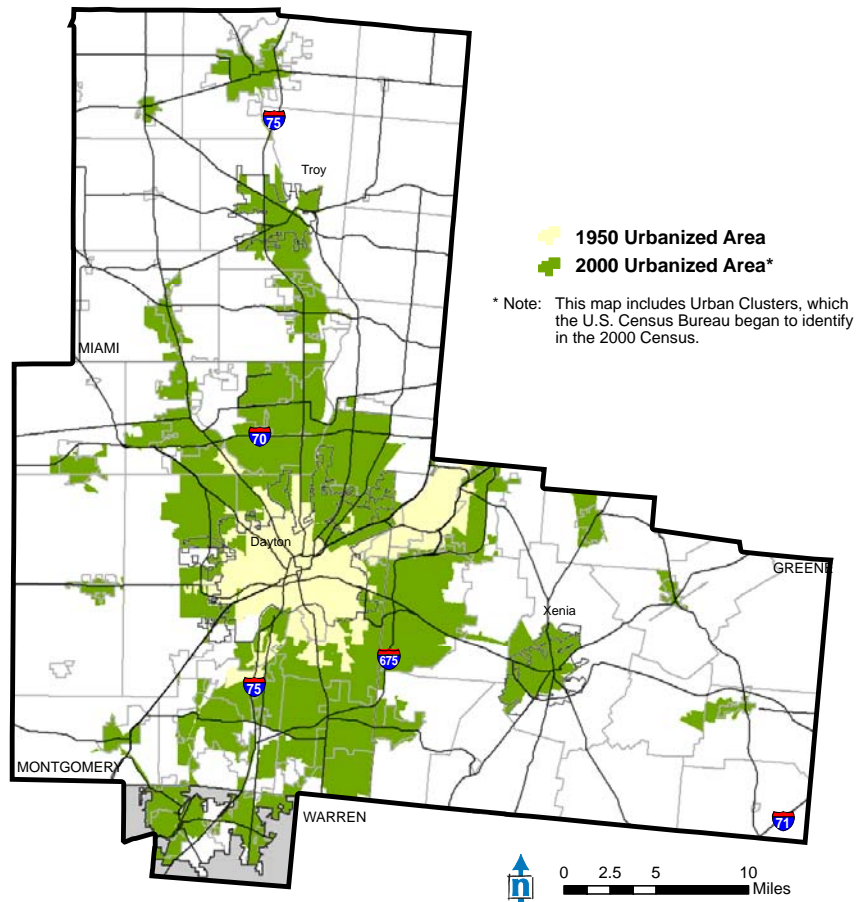 75
Troy
1950 Urbanized Area
2000 Urbanized Area*
* Note: This map includes Urban Clusters, which
the U.S. Census Bureau began to identify
in the 2000 Census.
MIAMI
70
Dayton
GREENE
Xenia
675
75
MONTGOMERY
WARREN
71
n
0 2.5 5 10
Miles